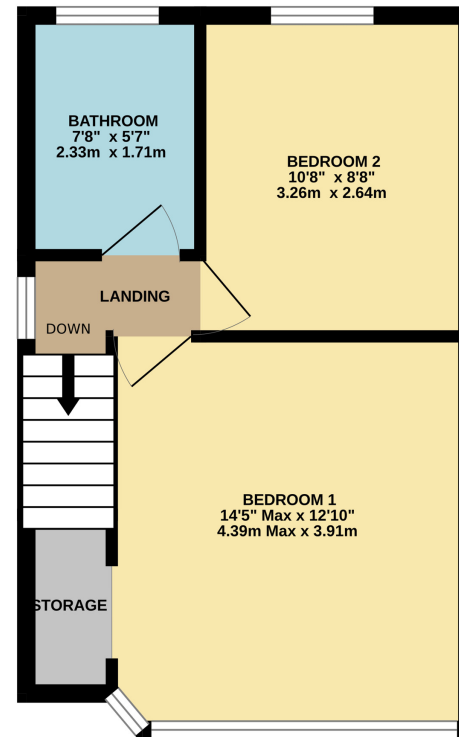 BATHROOM
7'8" x 5'7"
2.33m x 1.71m
BEDROOM 2
10'8" x 8'8"
3.26m x 2.64m
LANDING
DOWN
BEDROOM 1
14'5" Max x 12'10"
4.39m Max x 3.91m
STORAGE